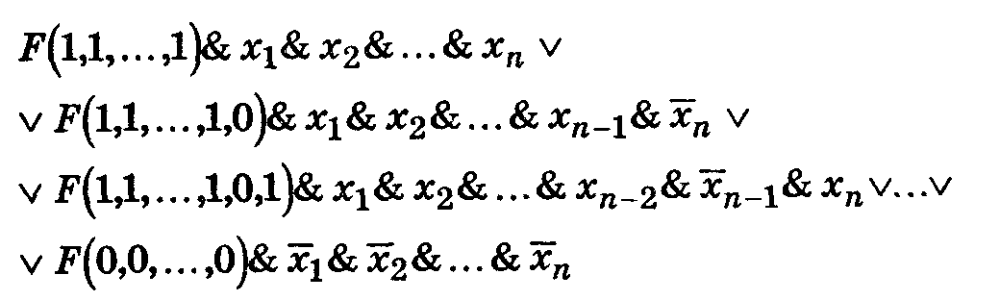 F(1,1,...,1)& x₁& x₂&...& xₙ ∨
∨ F(1,1,...,1,0)& x₁& x₂&...& xₙ₋₁& x̅ₙ ∨
∨ F(1,1,...,1,0,1)& x₁& x₂&...& xₙ₋₂& x̅ₙ₋₁& xₙ∨...∨
∨ F(0,0,...,0)& x̅₁& x̅₂&...& x̅ₙ